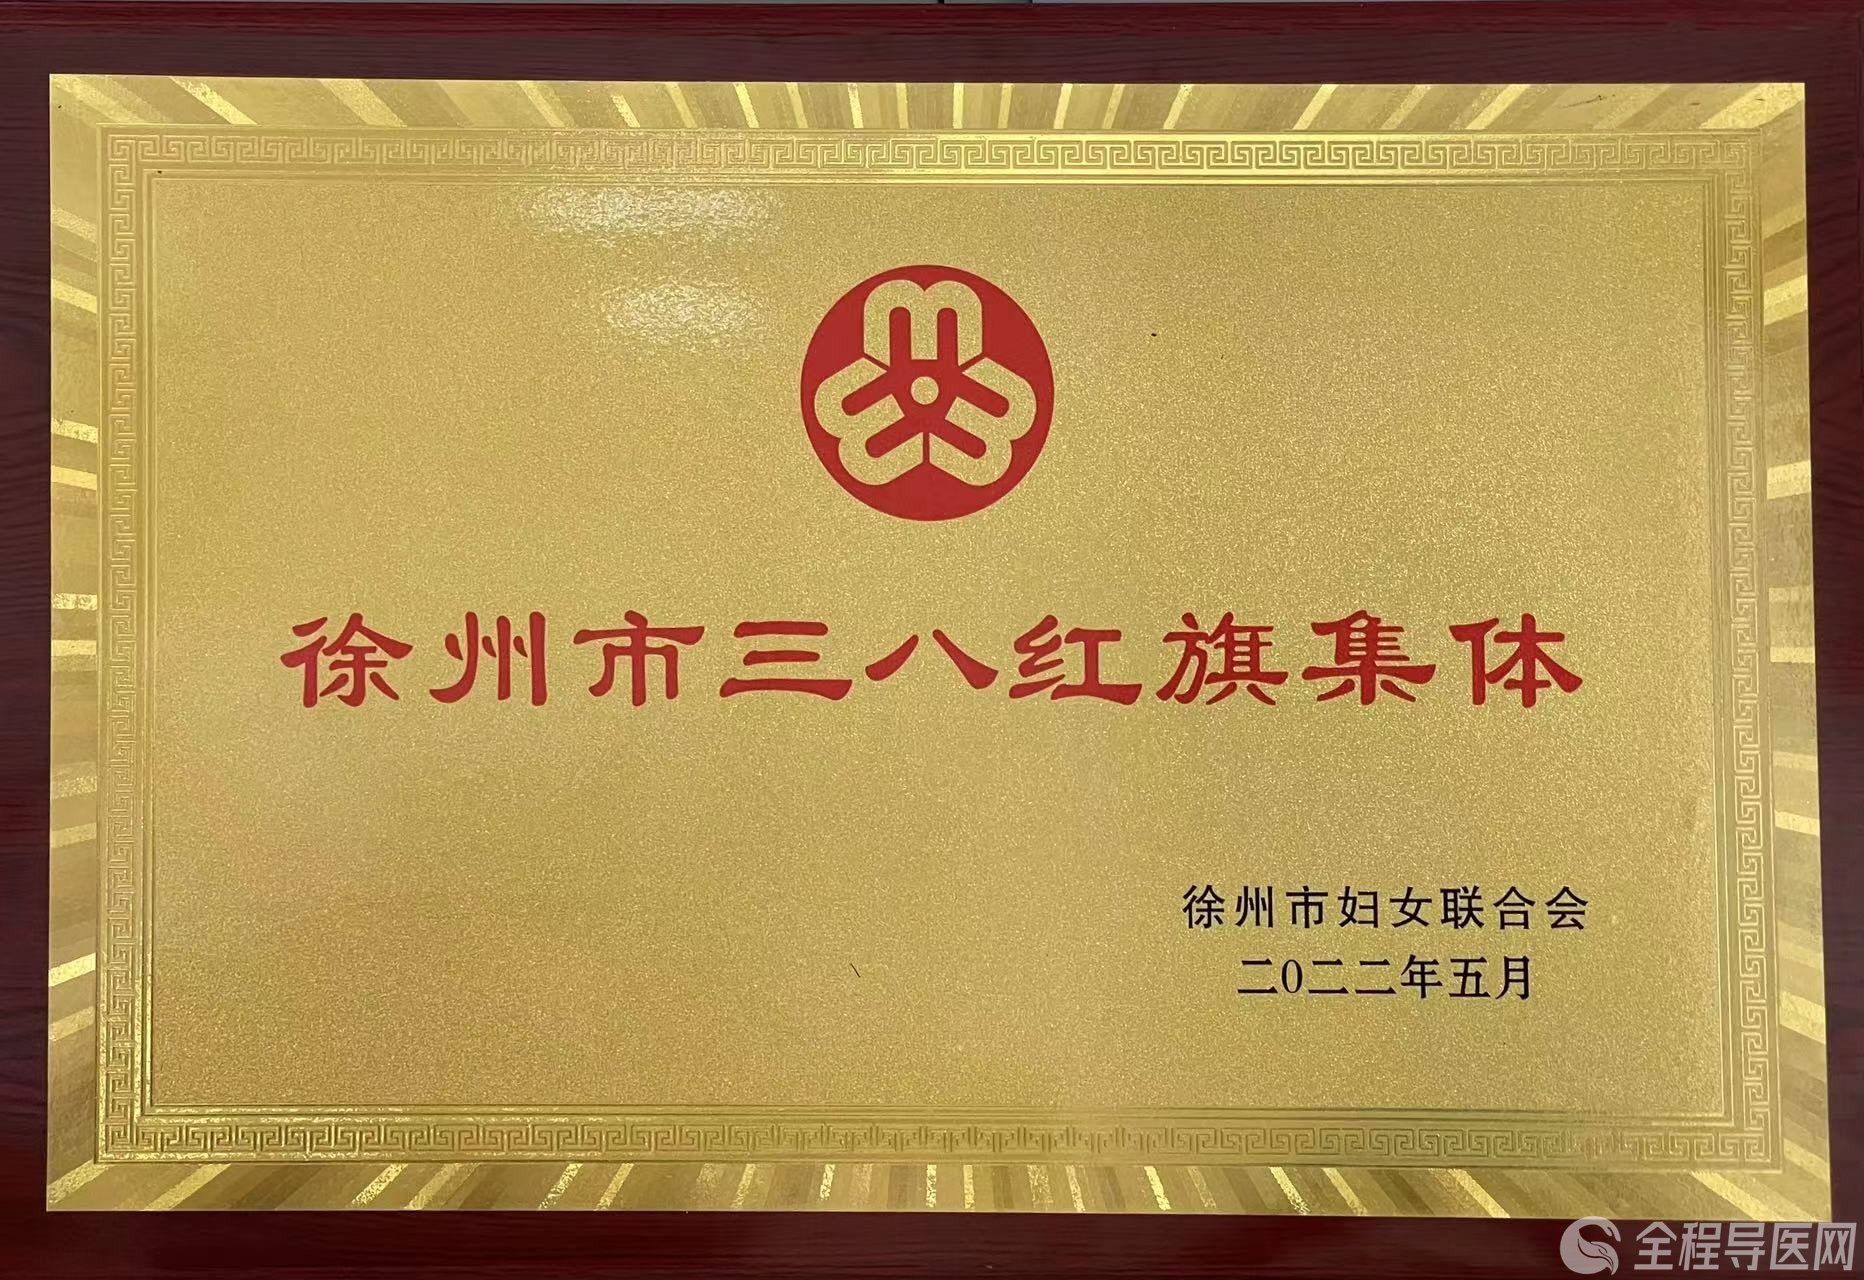 徐州市三八红旗集体
徐州市妇女联合会
二0二二年五月
全程导医网